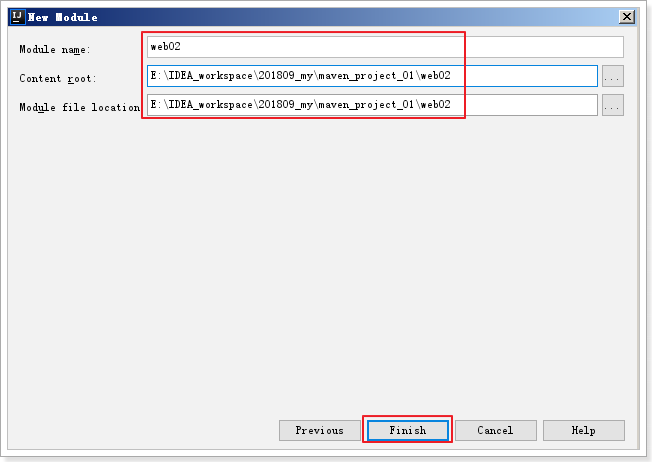 IJ New Module
Module name: web02
Content root: E:\IDEA_workspace\201809_my\maven_project_01\web02 ...
Module file location E:\IDEA_workspace\201809_my\maven_project_01\web02 ...
Previous Finish Cancel Help